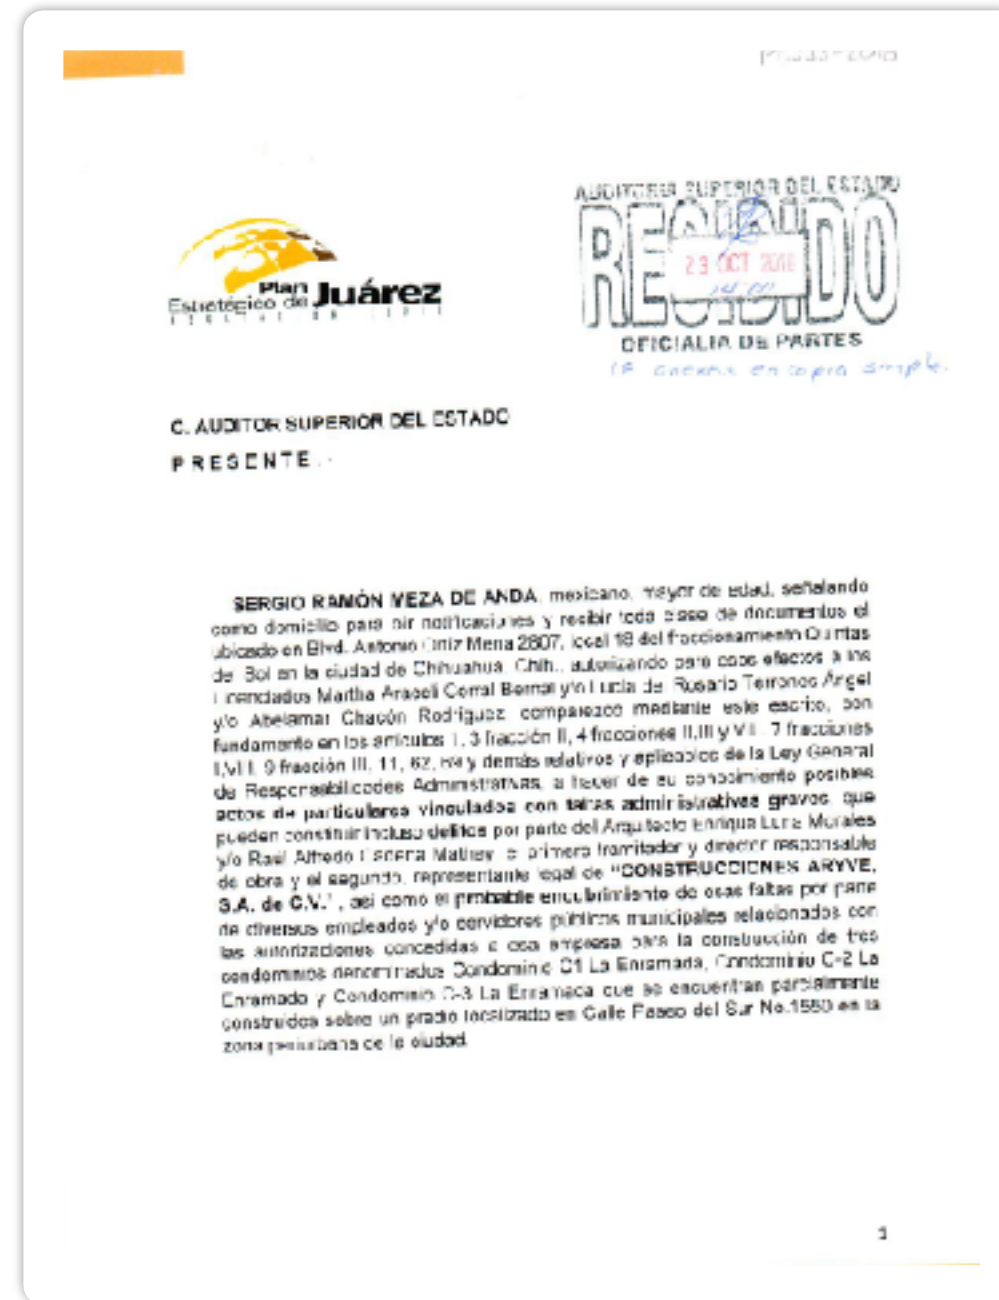 AUDITORIA SUPERIOR DEL ESTADO
RECIBIDO
23 OCT
OFICIALIA DE PARTES
en copia simple.
Plan
Estratégico de Juárez
C. AUDITOR SUPERIOR DEL ESTADO
P R E S E N T E .-
SERGIO RAMÓN MEZA DE ANDA, mexicano, mayor de edad, señalando
como domicilio para oir notificaciones y recibir toda clase de documentos el
ubicado en Blvd. Antonio Ortiz Mena 2807, local 18 del fraccionamiento Quintas
del Sol en la ciudad de Chihuahua, Chih., autorizando para esos efectos a los
Licenciados Martha Araceli Corral Bernal y/o Lucía del Rosario Terrones Ángel
y/o Abelamar Chacón Rodríguez, comparezco mediante este escrito, con
fundamento en los artículos 1, 3 fracción II, 4 fracciones II,III y 7 fracciones
9 fracción III, 11, 62, 69 y demás relativos y aplicables de la Ley General
de Responsabilidades Administrativas, a hacer de su conocimiento posibles
actos de particulares vinculados con faltas administrativas graves, que
pueden constituir incluso delitos por parte del Arquitecto Enrique Luna Morales
y/o Raúl Alfredo el primero tramitador y director responsable
de obra y el segundo, representante legal de "CONSTRUCCIONES ARYVE,
S.A. de C.V.", así como el probable encubrimiento de esas faltas por parte
de diversos empleados y/o servidores públicos municipales relacionados con
las autorizaciones concedidas a esa empresa para la construcción de tres
condominios denominados Condominio C1 La Enramada, Condominio C-2 La
Enramada y Condominio C-3 La Enramada que se encuentran parcialmente
construidos sobre un predio localizado en Calle Paseo del Sur No.1550 en la
zona periurbana de la ciudad.